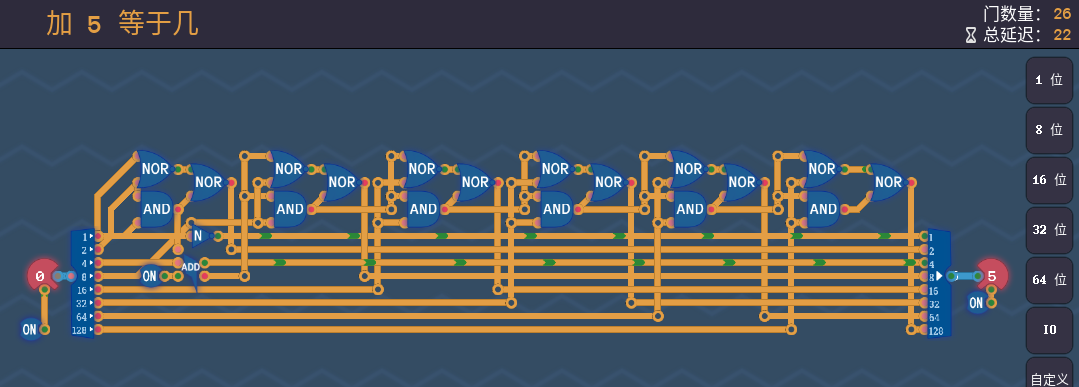 加 5 等于几
门数量: 26
总延迟: 22
1 位
8 位
16 位
32 位
64 位
IO
自定义
NOR NOR NOR NOR NOR NOR
NOR NOR NOR NOR NOR NOR
AND AND AND AND AND AND
N
ADD
ON
0
ON
1
2
4
8
16
32
64
128
1
2
4
8
16
32
64
128
5
ON